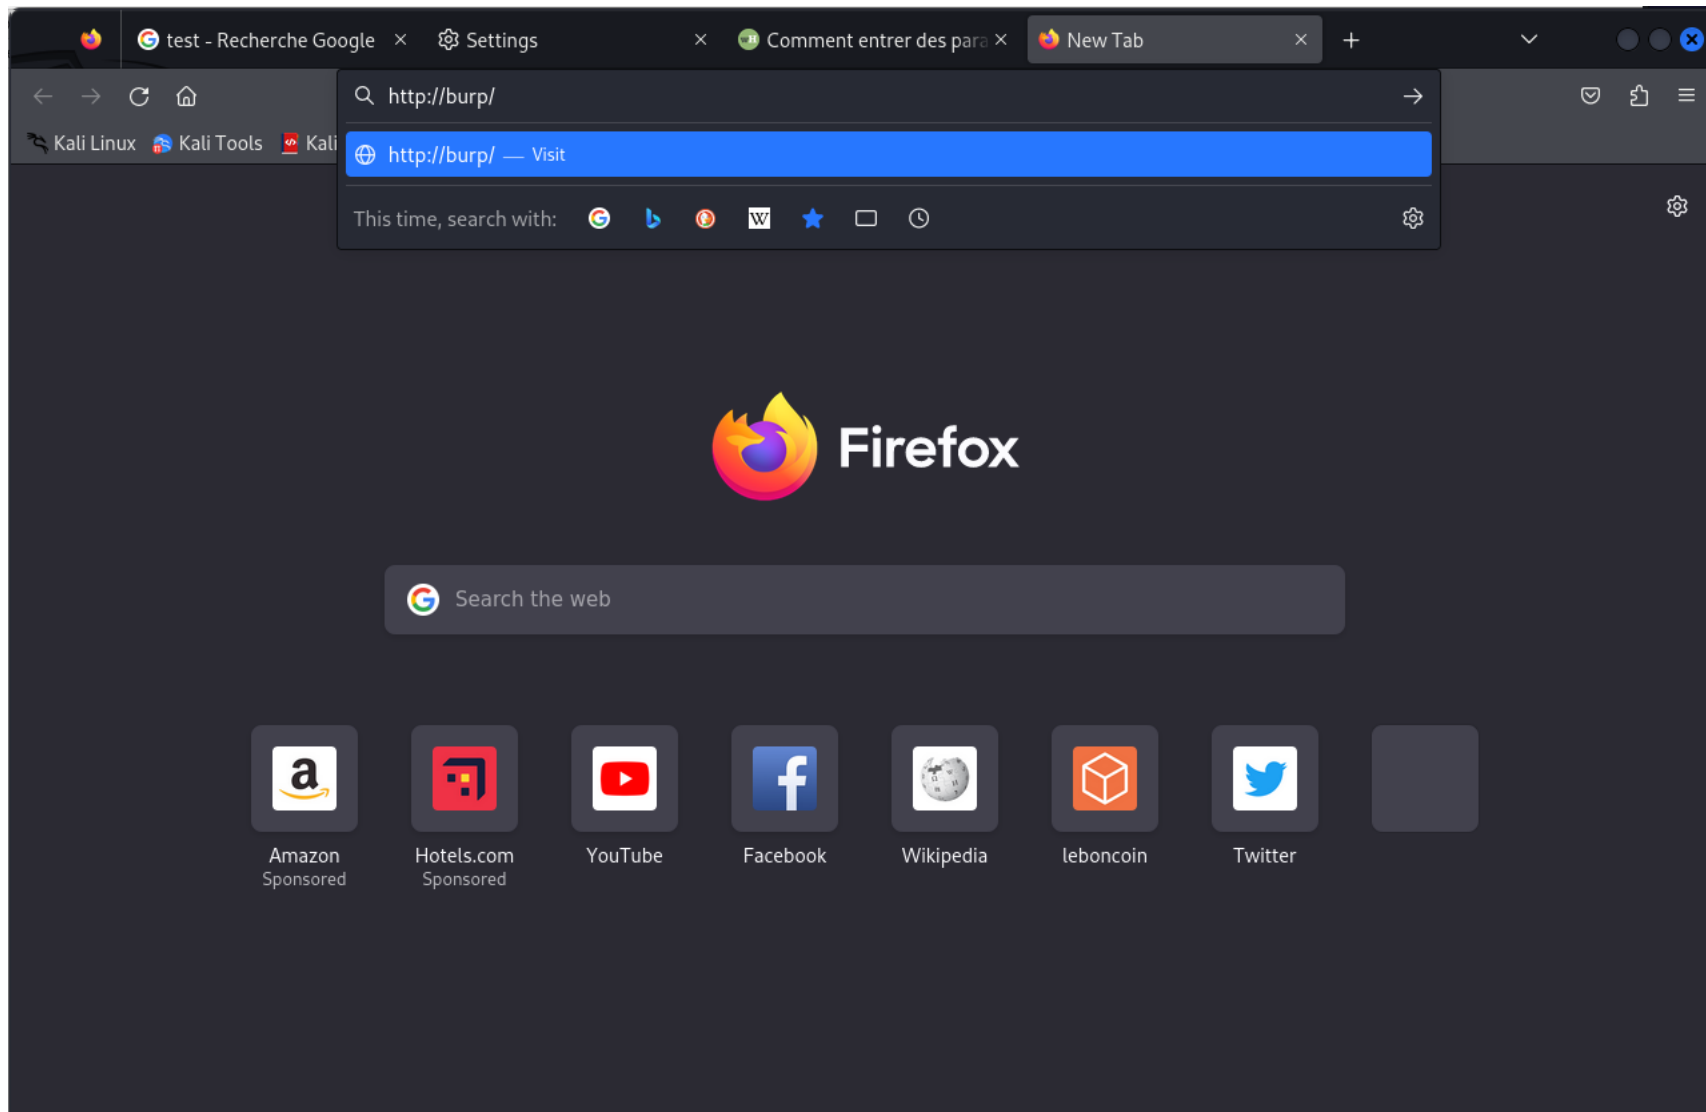 test - Recherche Google
Settings
Comment entrer des para
New Tab
http://burp/
Kali Linux
Kali Tools
Kali
http://burp/ — Visit
This time, search with:
Firefox
Search the web
Amazon
Sponsored
Hotels.com
Sponsored
YouTube
Facebook
Wikipedia
leboncoin
Twitter